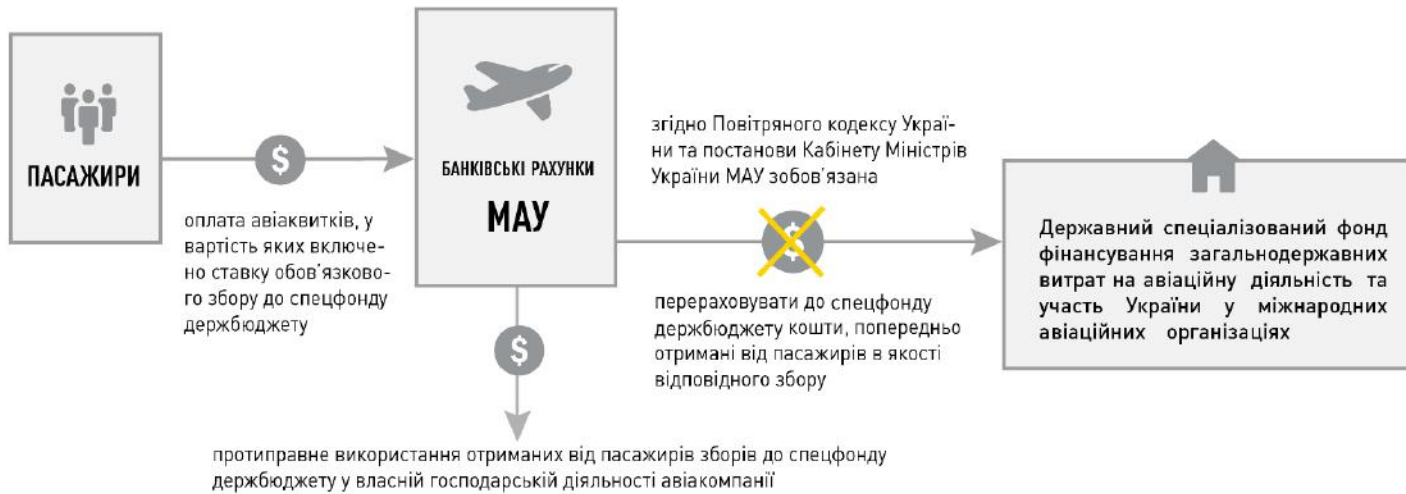 ПАСАЖИРИ
$
оплата авіаквитків, у
вартість яких включе-
но ставку обов’язково-
го збору до спецфонду
держбюджету
БАНКІВСЬКІ РАХУНКИ
МАУ
згідно Повітряного кодексу Украї-
ни та постанови Кабінету Міністрів
України МАУ зобов’язана
$
перераховувати до спецфонду
держбюджету кошти, попередньо
отримані від пасажирів в якості
відповідного збору
Державний спеціалізований фонд
фінансування загальнодержавних
витрат на авіаційну діяльність та
участь України у міжнародних
авіаційних організаціях
$
протиправне використання отриманих від пасажирів зборів до спецфонду
держбюджету у власній господарській діяльності авіакомпанії